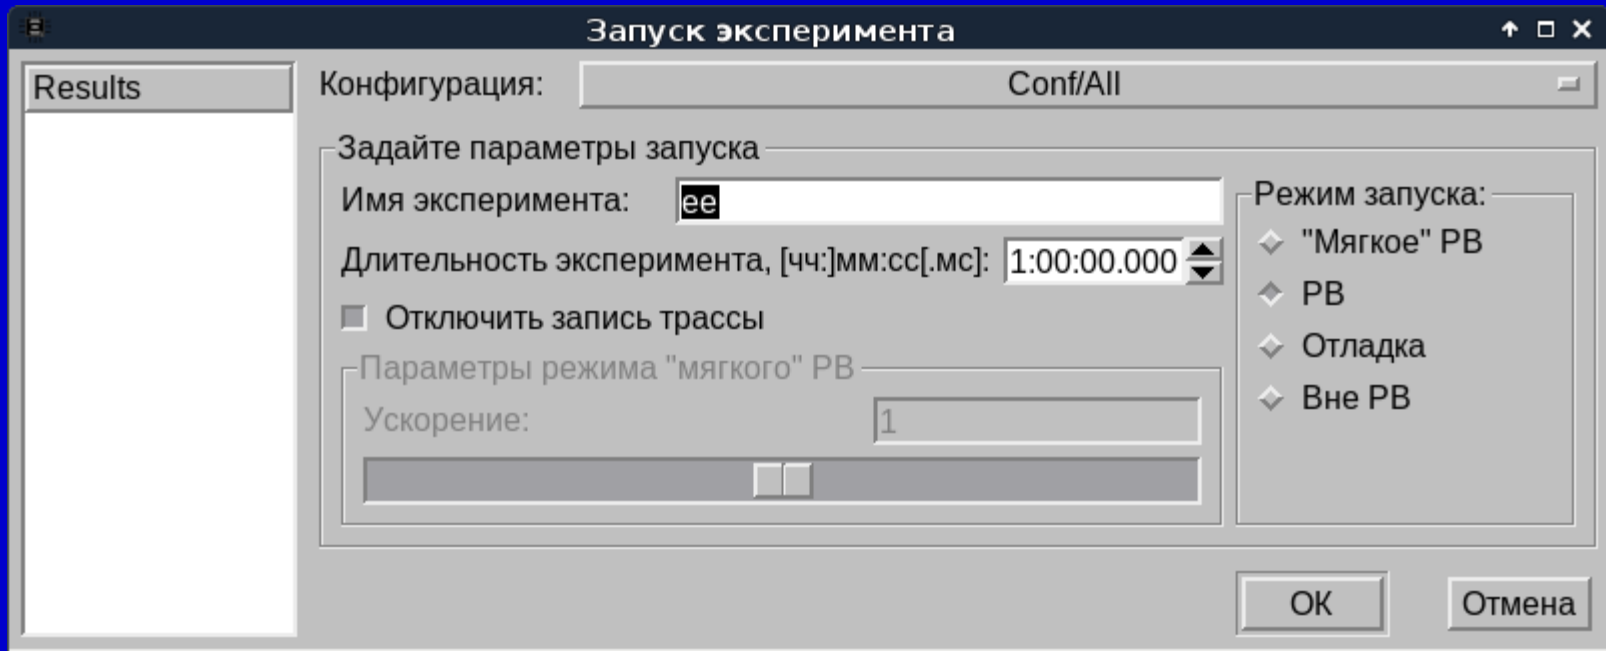 Запуск эксперимента
Results
Конфигурация: Conf/All
Задайте параметры запуска
Имя эксперимента: ee
Длительность эксперимента, [чч:]мм:сс[.мс]: 1:00:00.000
Отключить запись трассы
Параметры режима "мягкого" РВ
Ускорение: 1
Режим запуска:
"Мягкое" РВ
РВ
Отладка
Вне РВ
OK Отмена